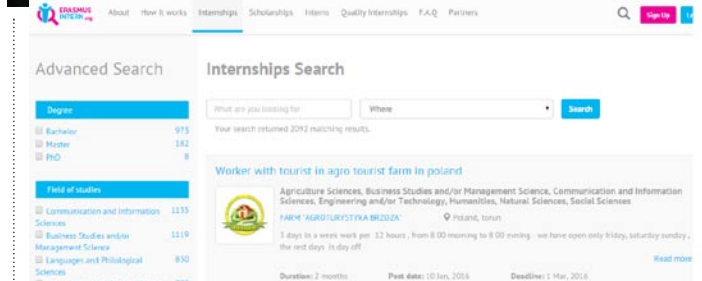 ERASMUS
INTERN .org
About How it works Internships Scholarships Interns Quality Internships F.A.Q Partners
Sign Up
Advanced Search
Degree
Bachelor 975
Master 182
PhD 8
Field of studies
Communication and Information 1135
Sciences
Business Studies and/or 1119
Management Science
Languages and Philological 830
Sciences
Internships Search
What are you looking for
Where
Search
Your search returned 2092 matching results.
Worker with tourist in agro tourist farm in poland
Agriculture Sciences, Business Studies and/or Management Science, Communication and Information
Sciences, Engineering and/or Technology, Humanities, Natural Sciences, Social Sciences
FARM "AGROTURYSTYKA BRZOZA"
Poland, torun
3 days in a week work per 12 hours, from 8 00 morning to 8 00 evning we have open only friday, saturday sunday ,
the rest days is day off
Read more
Duration: 2 months Post date: 10 Jan, 2016 Deadline: 1 Mar, 2016